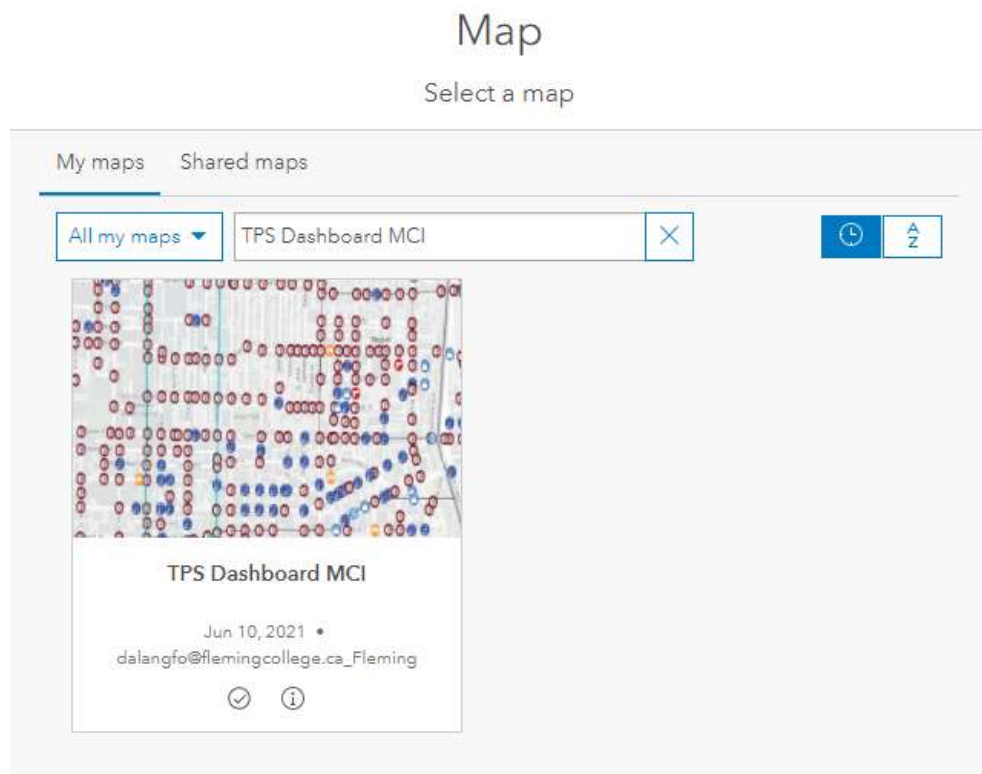 Map
Select a map
My maps Shared maps
All my maps TPS Dashboard MCI A
Z
TPS Dashboard MCI
Jun 10, 2021 •
dalangfo@flemingcollege.ca_Fleming